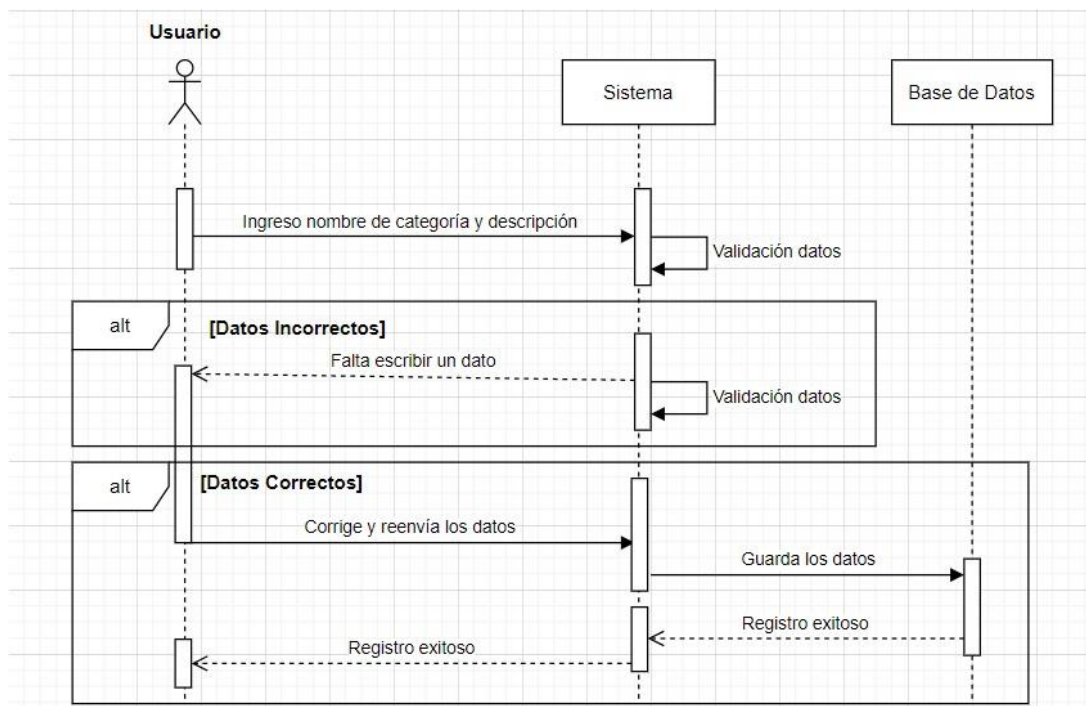 Usuario
Sistema
Base de Datos
Ingreso nombre de categoría y descripción
Validación datos
alt
[Datos Incorrectos]
Falta escribir un dato
Validación datos
alt
[Datos Correctos]
Corrige y reenvía los datos
Guarda los datos
Registro exitoso
Registro exitoso